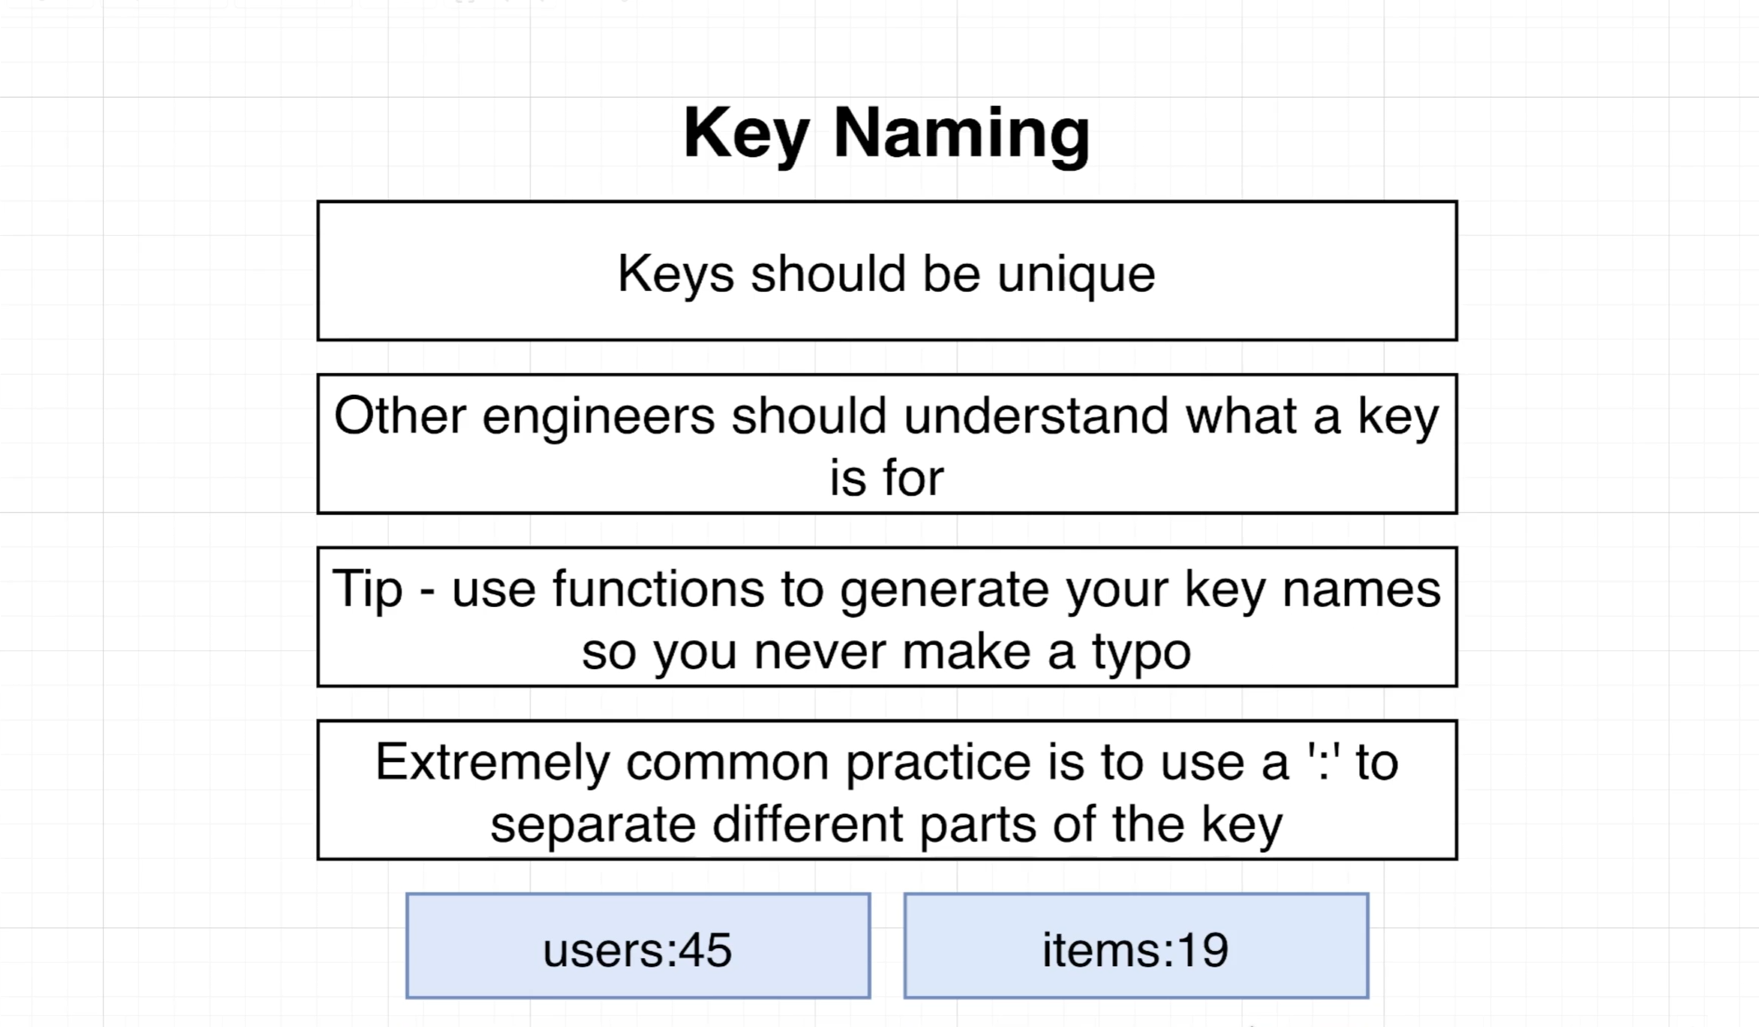 Key Naming
Keys should be unique
Other engineers should understand what a key
is for
Tip - use functions to generate your key names
so you never make a typo
Extremely common practice is to use a ':' to
separate different parts of the key
users:45
items:19